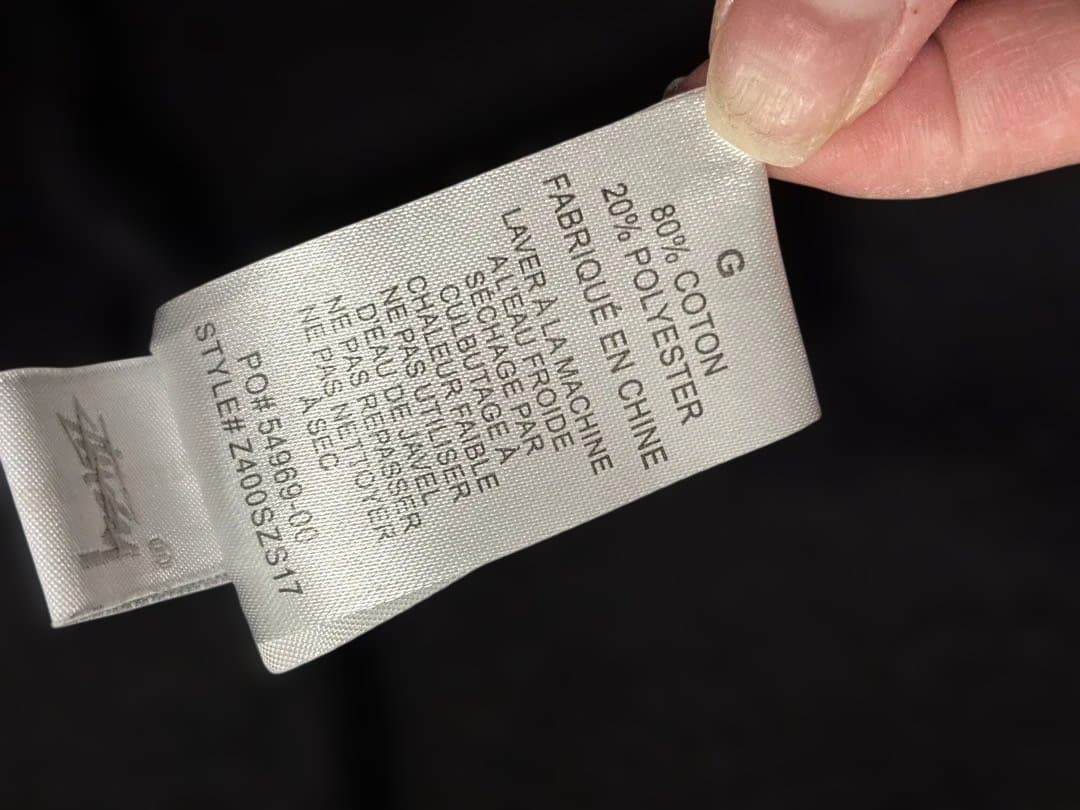 G
80% COTON
20% POLYESTER
FABRIQUÉ EN CHINE
LAVER À LA MACHINE
A L'EAU FROIDE
SECHAGE PAR
CULBUTAGE À
CHALEUR FAIBLE
NE PAS UTILISER
D'EAU DE JAVEL
NE PAS REPASSER
NE PAS NETTOYER
À SEC
PO# 54969-00
STYLE# Z400SZS17